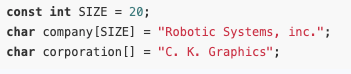 const int SIZE = 20;
char company[SIZE] = "Robotic Systems, inc.";
char corporation[] = "C. K. Graphics";